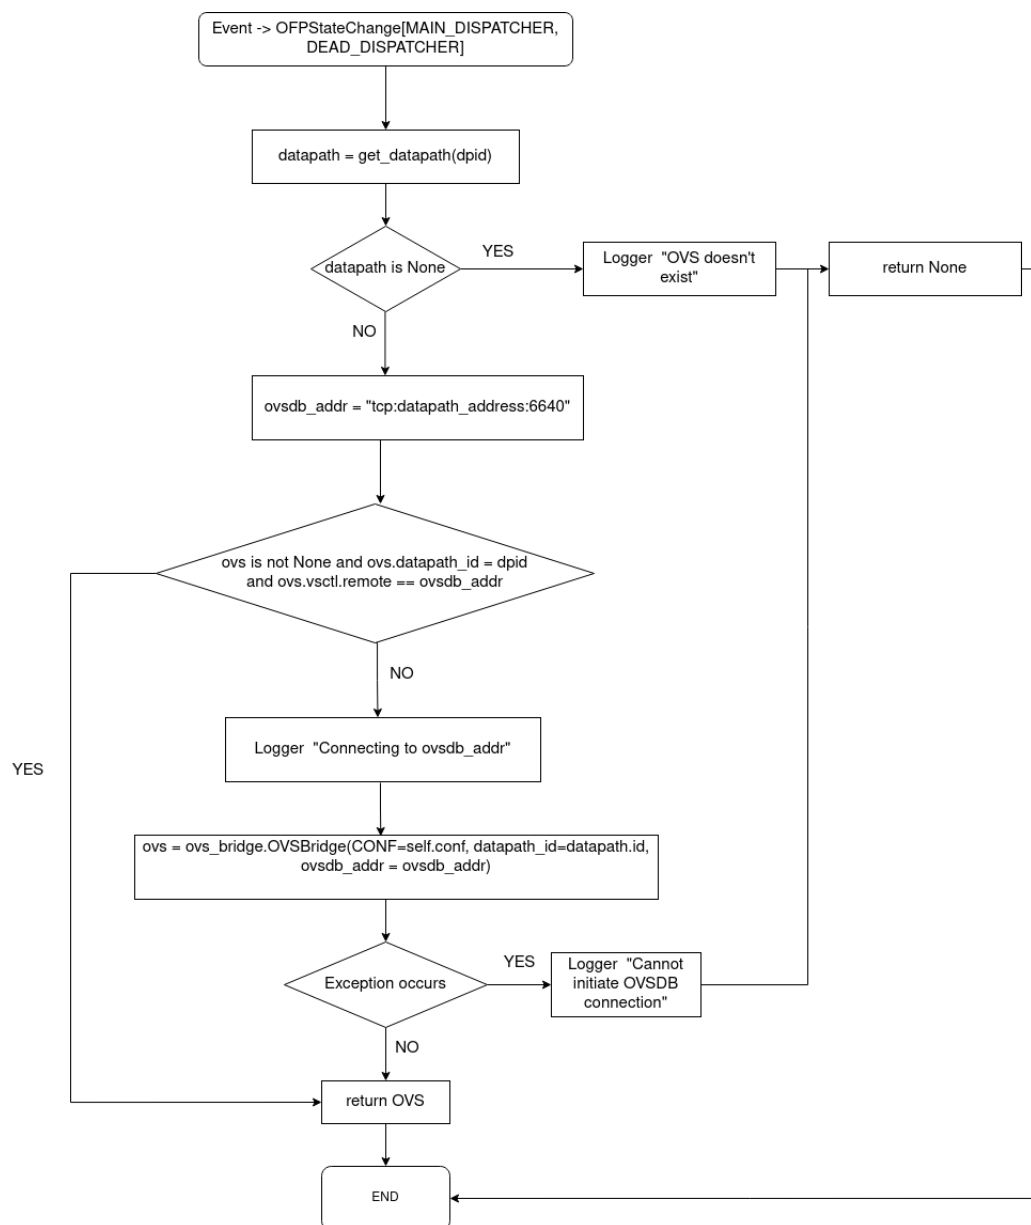 Event -> OFPStateChange[MAIN_DISPATCHER,
DEAD_DISPATCHER]
datapath = get_datapath(dpid)
datapath is None
YES
Logger  "OVS doesn't
exist"
return None
NO
ovsdb_addr = "tcp:datapath_address:6640"
ovs is not None and ovs.datapath_id = dpid
and ovs.vsctl.remote == ovsdb_addr
NO
Logger  "Connecting to ovsdb_addr"
YES
ovs = ovs_bridge.OVSBridge(CONF=self.conf, datapath_id=datapath.id,
ovsdb_addr = ovsdb_addr)
Exception occurs
YES
Logger  "Cannot
initiate OVSDB
connection"
NO
return OVS
END